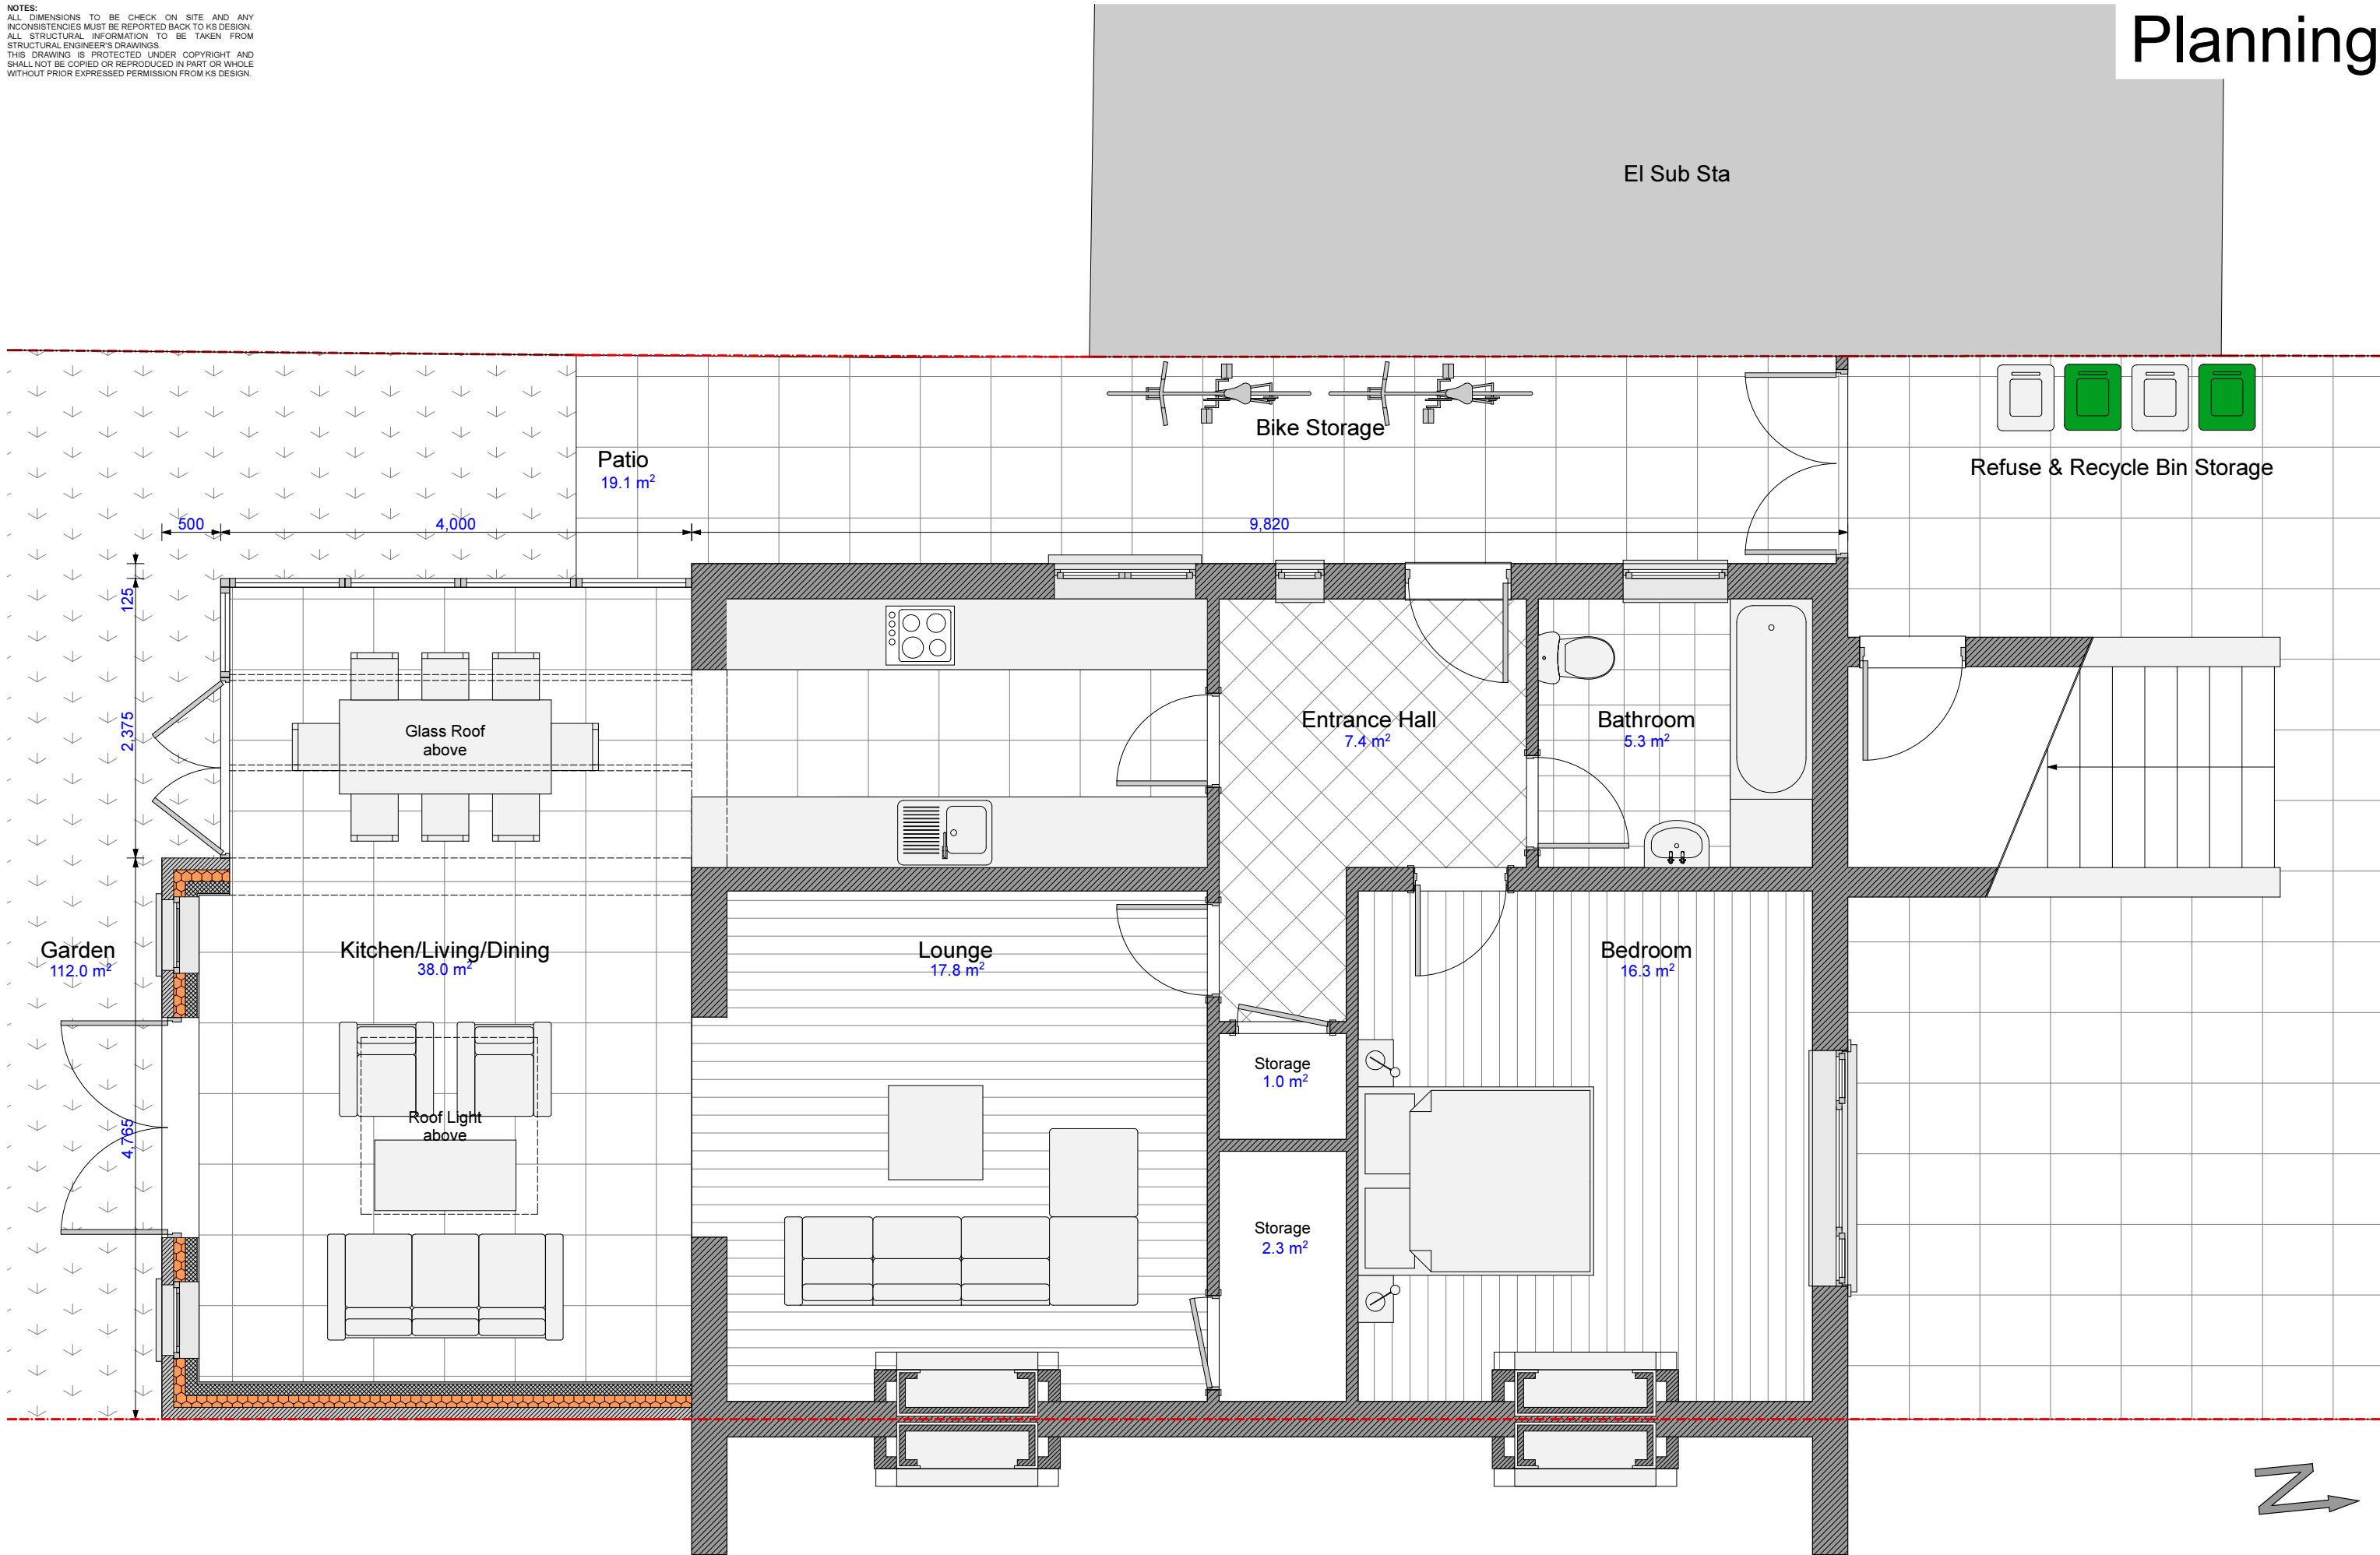 NOTES:
ALL DIMENSIONS TO BE CHECK ON SITE AND ANY
INCONSISTENCIES MUST BE REPORTED BACK TO KS DESIGN.
ALL STRUCTURAL INFORMATION TO BE TAKEN FROM
STRUCTURAL ENGINEER'S DRAWINGS.
THIS DRAWING IS PROTECTED UNDER COPYRIGHT AND
SHALL NOT BE COPIED OR REPRODUCED IN PART OR WHOLE
WITHOUT PRIOR EXPRESSED PERMISSION FROM KS DESIGN.
Planning
El Sub Sta
Bike Storage
Patio
19.1 m²
Refuse & Recycle Bin Storage
500
4,000
9,820
125
2,375
4,765
Glass Roof
above
Entrance Hall
7.4 m²
Bathroom
5.3 m²
Garden
112.0 m²
Kitchen/Living/Dining
38.0 m²
Lounge
17.8 m²
Bedroom
16.3 m²
Storage
1.0 m²
Roof Light
above
Storage
2.3 m²
N